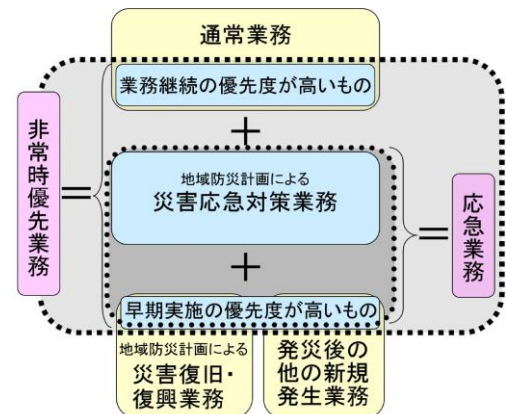 通常業務
業務継続の優先度が高いもの
+
非常時優先業務
=
地域防災計画による
災害応急対策業務
=
応急業務
+
早期実施の優先度が高いもの
地域防災計画による
災害復旧・
復興業務
発災後の
他の新規
発生業務